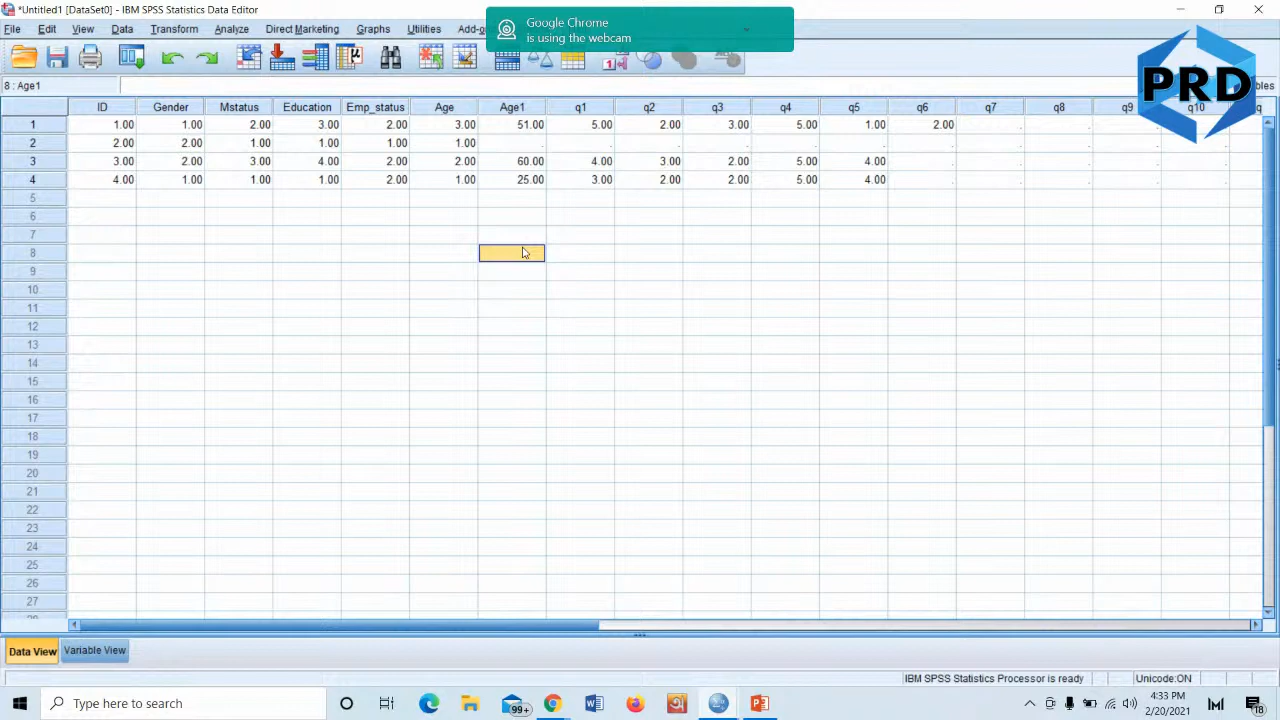 *Untitled1 [DataSet0] - IBM SPSS Statistics Data Editor
Google Chrome
is using the webcam
File Edit View Data Transform Analyze Direct Marketing Graphs Utilities
PRD
8 : Age1
ID Gender Mstatus Education Emp_status Age Age1 q1 q2 q3 q4 q5 q6 q7 q8 q9 q10 q
1 1.00 1.00 2.00 3.00 2.00 3.00 51.00 5.00 2.00 3.00 5.00 1.00 2.00 . . . .
2 2.00 2.00 1.00 1.00 1.00 1.00 . . . . . . . . . . .
3 3.00 2.00 3.00 4.00 2.00 2.00 60.00 4.00 3.00 2.00 5.00 4.00 . . . . .
4 4.00 1.00 1.00 1.00 2.00 1.00 25.00 3.00 2.00 2.00 5.00 4.00 . . . . .
5
6
7
8
9
10
11
12
13
14
15
16
17
18
19
20
21
22
23
24
25
26
27
Data View Variable View
IBM SPSS Statistics Processor is ready Unicode:ON
Type here to search
99+
4:33 PM
2/20/2021
18